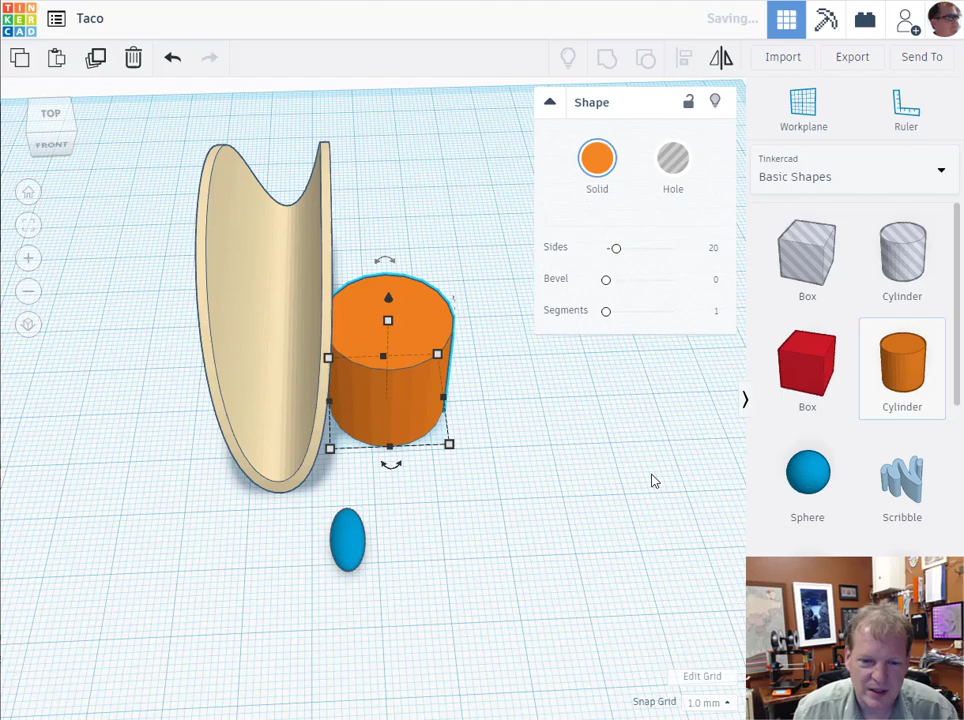 TIN
KER
CAD
Taco
Saving...
Import
Export
Send To
TOP
FRONT
Shape
Solid
Hole
Sides
20
Bevel
0
Segments
1
Workplane
Ruler
Tinkercad
Basic Shapes
Box
Cylinder
Box
Cylinder
Sphere
Scribble
Edit Grid
Snap Grid
1.0 mm